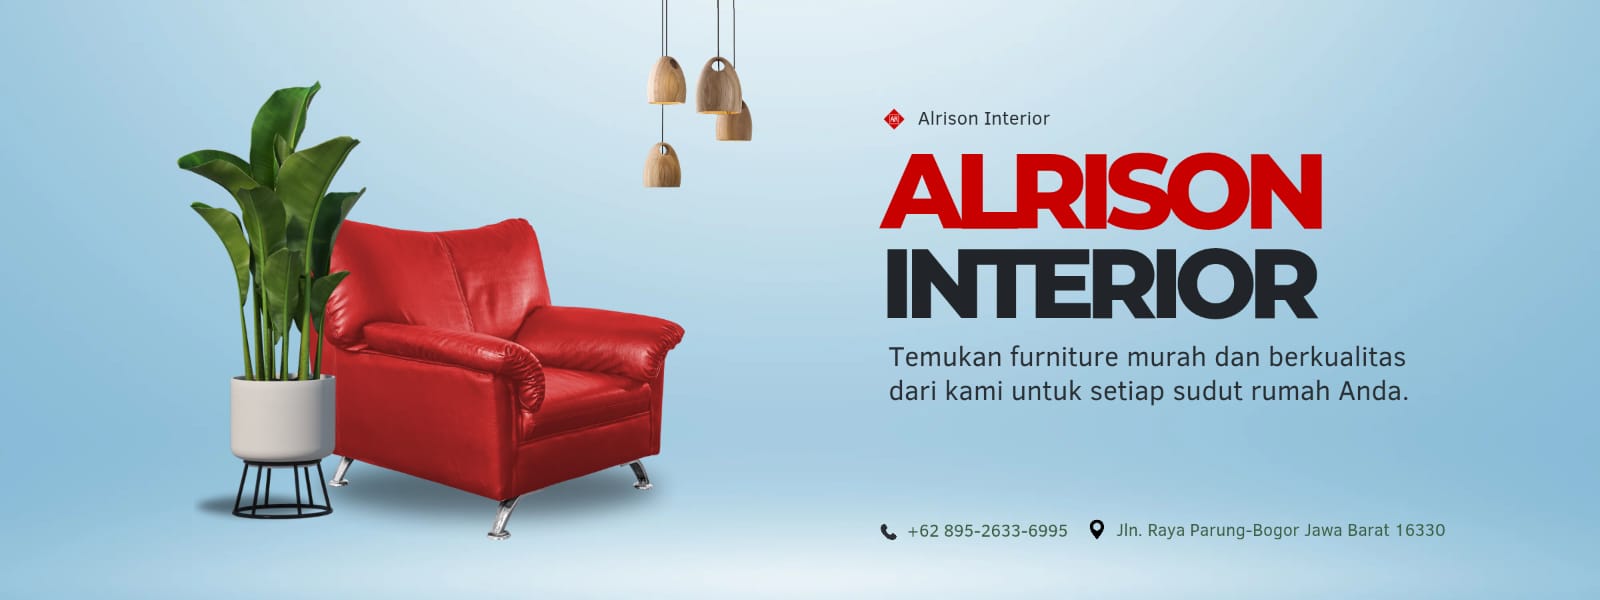 Alrison Interior
ALRISON
INTERIOR
Temukan furniture murah dan berkualitas
dari kami untuk setiap sudut rumah Anda.
+62 895-2633-6995 Jln. Raya Parung-Bogor Jawa Barat 16330